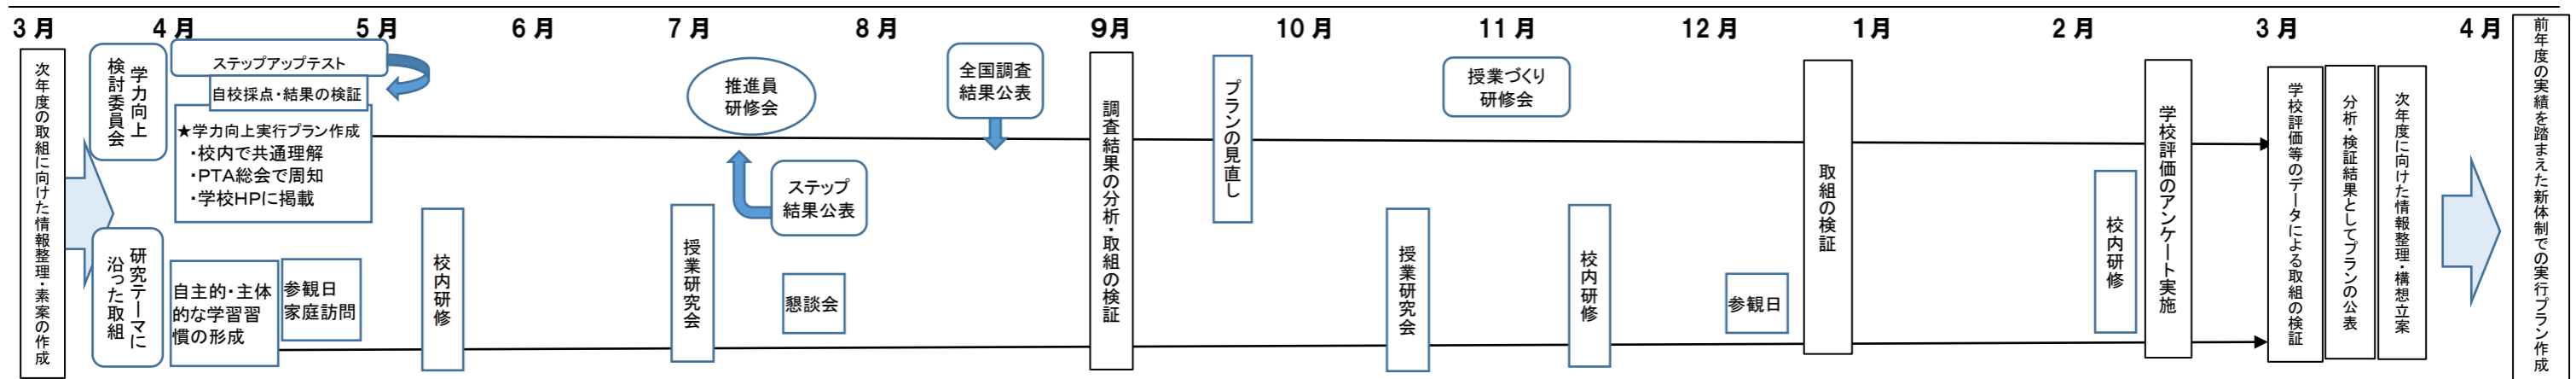 3月
4月
5月
6月
7月
8月
9月
10月
11月
12月
1月
2月
3月
4月
次年度の取組に向けた情報整理・素案の作成
学力向上
検討委員会
ステップアップテスト
自校採点・結果の検証
★学力向上実行プラン作成
・校内で共通理解
・PTA総会で周知
・学校HPに掲載
研究テーマに
沿った取組
自主的・主体
的な学習習
慣の形成
参観日
家庭訪問
校内研修
推進員
研修会
ステップ
結果公表
授業研究会
懇談会
全国調査
結果公表
調査結果の分析・取組の検証
プランの見直し
授業づくり
研修会
授業研究会
校内研修
参観日
取組の検証
校内研修
学校評価のアンケート実施
学校評価等のデータによる取組の検証
分析・検証結果としてプランの公表
次年度に向けた情報整理・構想立案
前年度の実績を踏まえた新体制での実行プラン作成